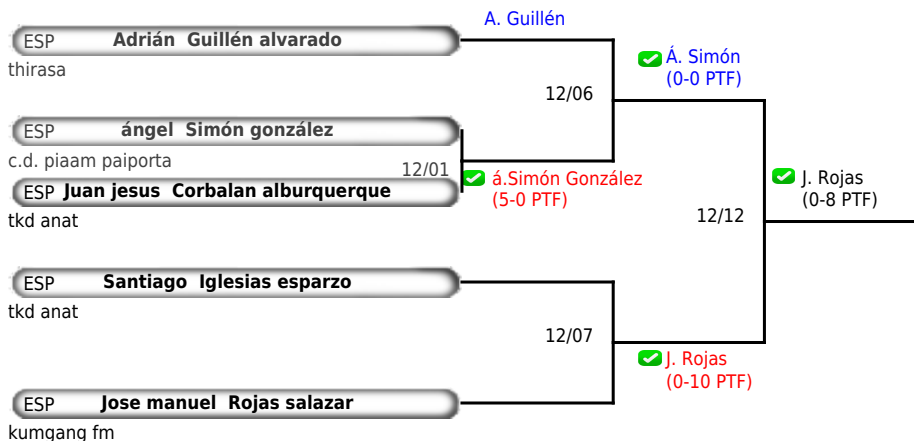 A. Guillén
ESP Adrián Guillén alvarado
thirasa
Á. Simón
(0-0 PTF)
12/06
ESP ángel Simón gonzález
c.d. piaam paiporta
12/01
á.Simón González
(5-0 PTF)
J. Rojas
(0-8 PTF)
ESP Juan jesus Corbalan alburquerque
tkd anat
12/12
ESP Santiago Iglesias esparzo
tkd anat
12/07
J. Rojas
(0-10 PTF)
ESP Jose manuel Rojas salazar
kumgang fm